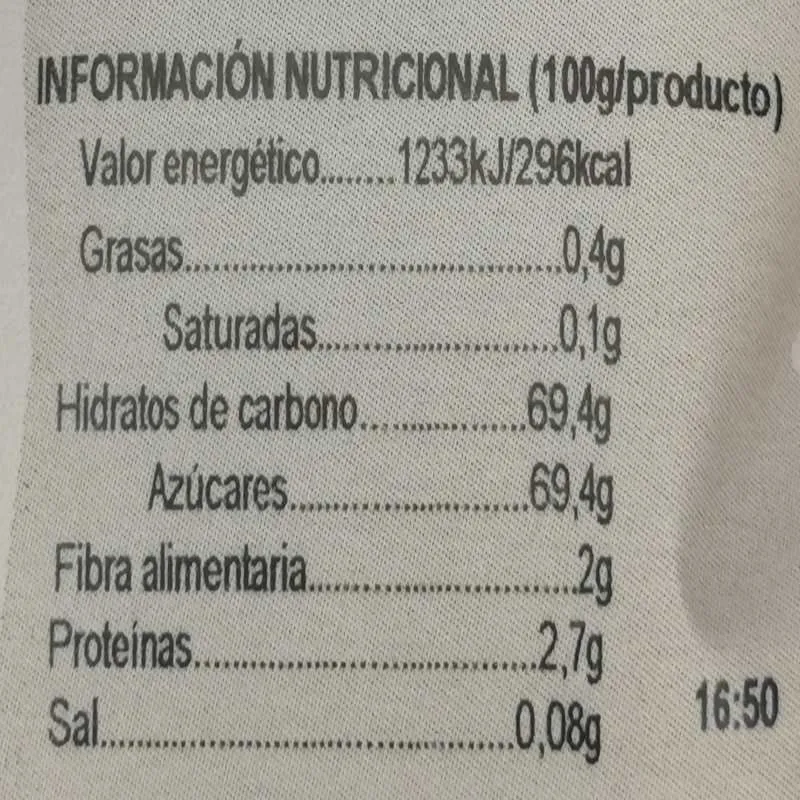 INFORMACIÓN NUTRICIONAL (100g/producto)
Valor energético........1233kJ/296kcal
Grasas..........................................0,4g
Saturadas...........................0,1g
Hidratos de carbono..................69,4g
Azúcares...........................69,4g
Fibra alimentaria.............................2g
Proteínas.......................................2,7g
Sal..............................................0,08g
16:50